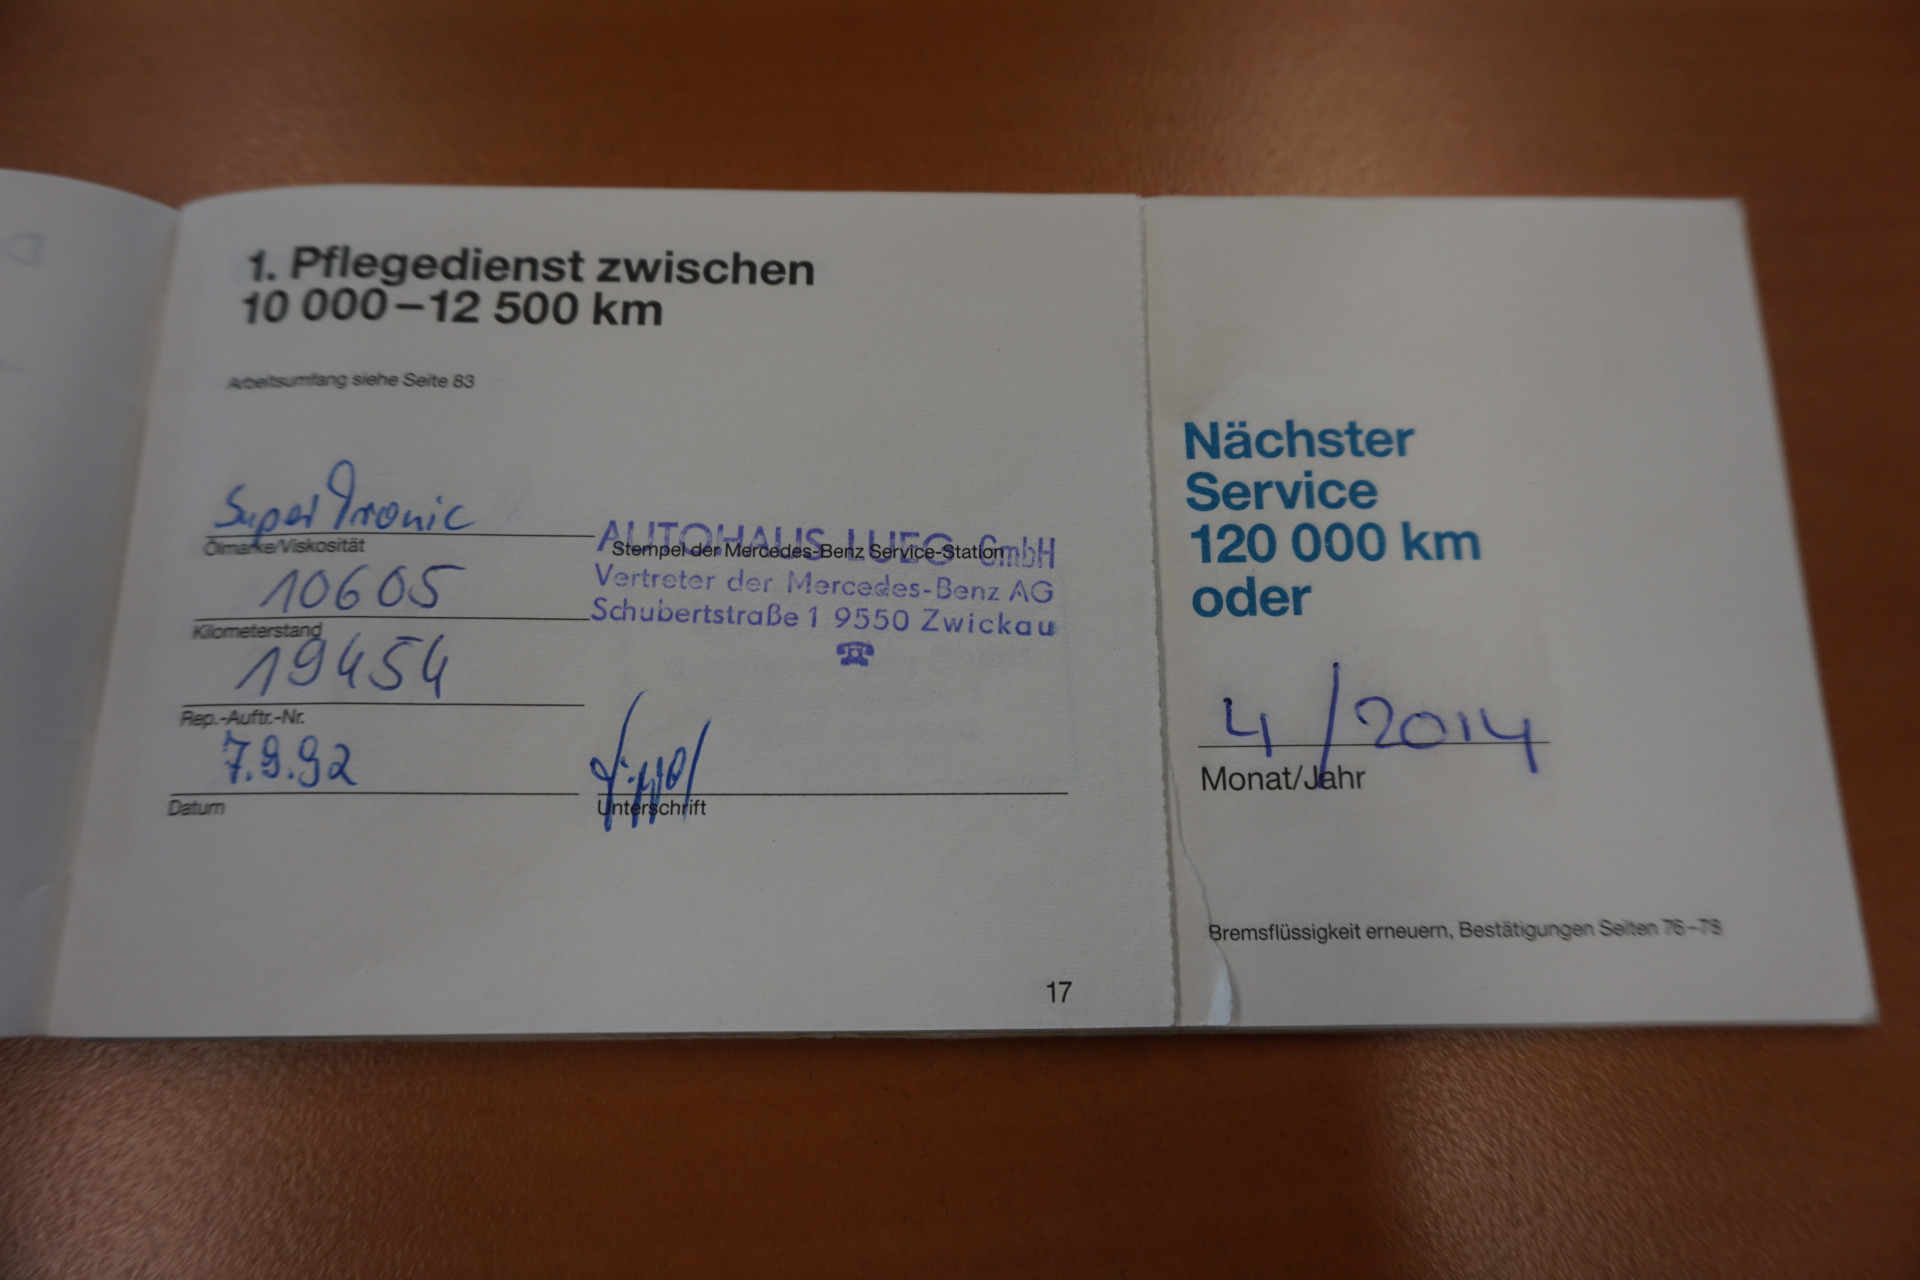 1. Pflegedienst zwischen
10 000–12 500 km
Arbeitsumfang siehe Seite 83
SuperTronic
Ölmarke/Viskosität
10605
Kilometerstand
19454
Rep.-Auftr.-Nr.
7.9.92
Datum
AUTOHAUS LUEG GmbH
Stempel der Mercedes-Benz Service-Station
Vertreter der Mercedes-Benz AG
Schubertstraße 1 9550 Zwickau
☎
Unterschrift
17
Nächster
Service
120 000 km
oder
4/2014
Monat/Jahr
Bremsflüssigkeit erneuern, Bestätigungen Seiten 76–78